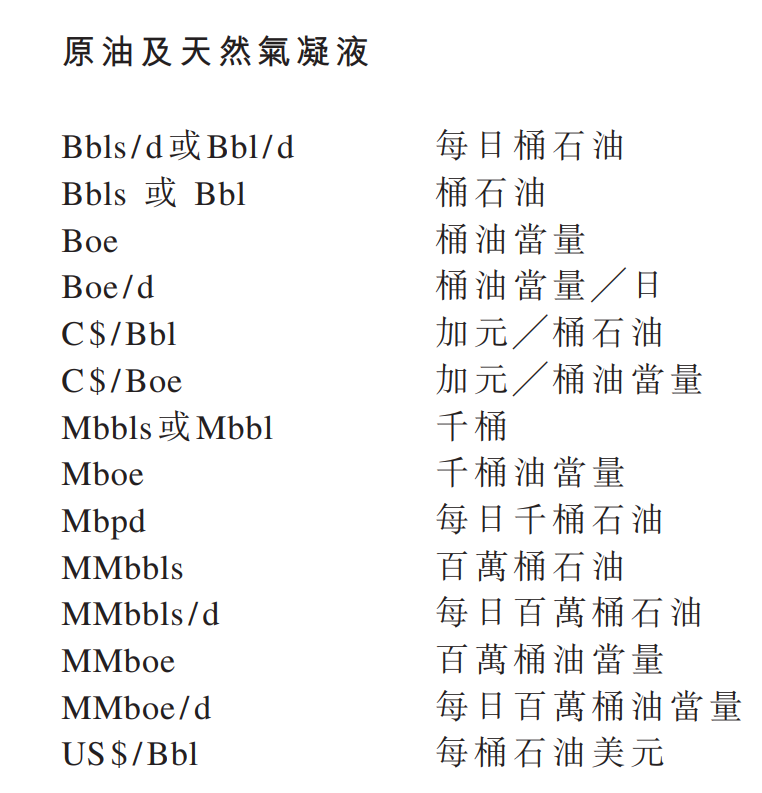 原油及天然氣凝液
Bbls/d或Bbl/d 每日桶石油
Bbls 或 Bbl 桶石油
Boe 桶油當量
Boe/d 桶油當量╱日
C$/Bbl 加元╱桶石油
C$/Boe 加元╱桶油當量
Mbbls或Mbbl 千桶
Mboe 千桶油當量
Mbpd 每日千桶石油
MMbbls 百萬桶石油
MMbbls/d 每日百萬桶石油
MMboe 百萬桶油當量
MMboe/d 每日百萬桶油當量
US$/Bbl 每桶石油美元